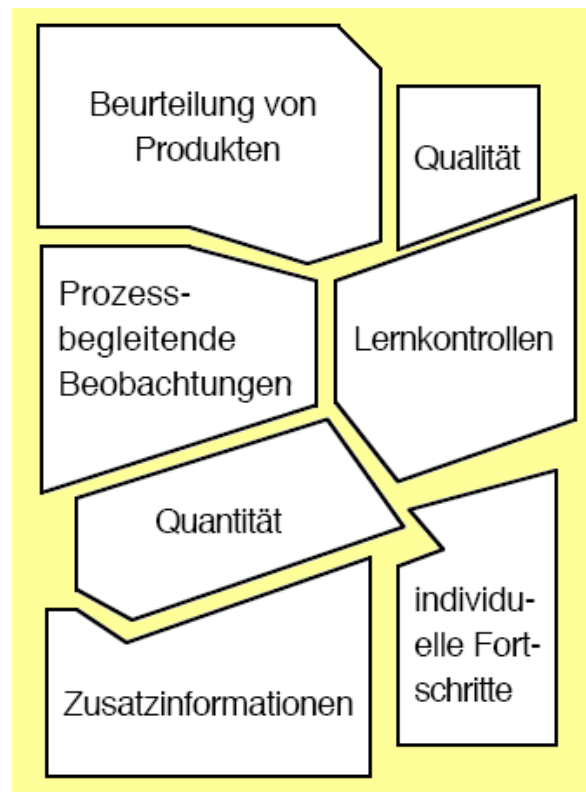 Beurteilung von
Produkten
Qualität
Prozess-
begleitende
Beobachtungen
Lernkontrollen
Quantität
individu-
elle Fort-
schritte
Zusatzinformationen